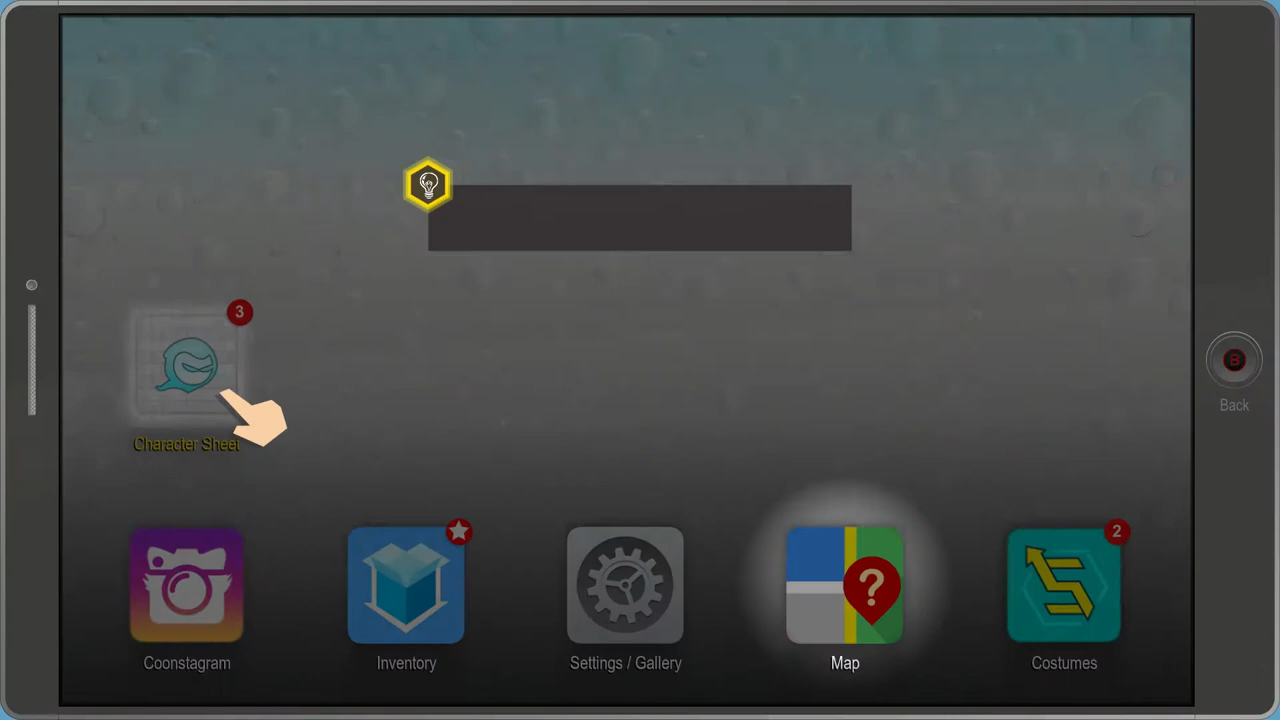 3
Character Sheet
B
Back
2
?
Coonstagram
Inventory
Settings / Gallery
Map
Costumes